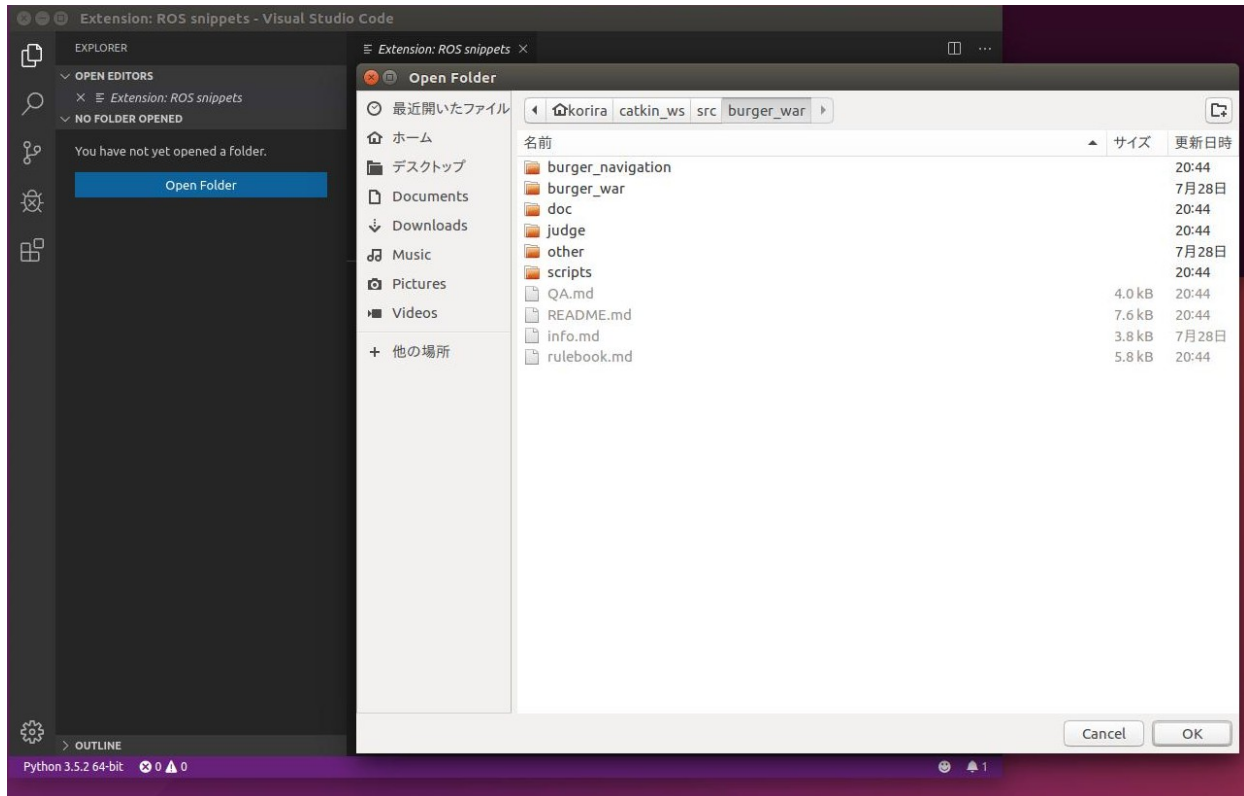 Extension: ROS snippets - Visual Studio Code
EXPLORER
OPEN EDITORS
Extension: ROS snippets
NO FOLDER OPENED
You have not yet opened a folder.
Open Folder
OUTLINE
Extension: ROS snippets
Open Folder
最近開いたファイル
ホーム
デスクトップ
Documents
Downloads
Music
Pictures
Videos
他の場所
korira catkin_ws src burger_war
名前 サイズ 更新日時
burger_navigation 20:44
burger_war 7月28日
doc 20:44
judge 20:44
other 7月28日
scripts 20:44
QA.md 4.0 kB 20:44
README.md 7.6 kB 20:44
info.md 3.8 kB 7月28日
rulebook.md 5.8 kB 20:44
Cancel OK
Python 3.5.2 64-bit 0 0 1